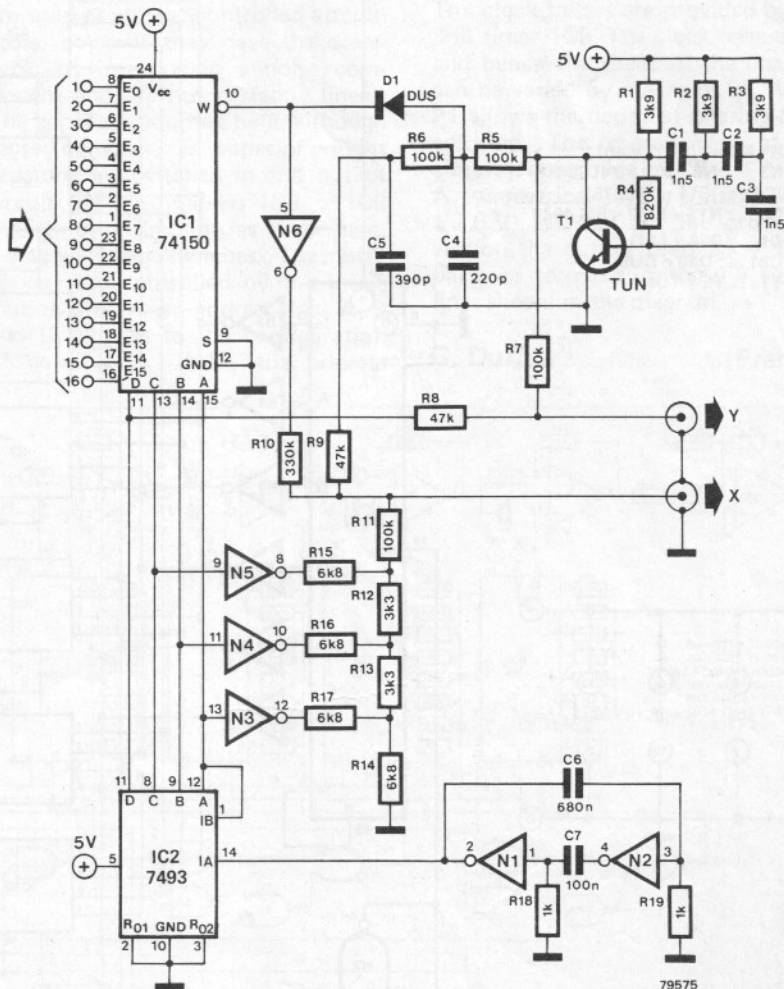 5V
24
Vcc
W
10
1 8 E0
2 7 E1
3 6 E2
4 5 E3
5 4 E4
6 3 E5
7 2 E6
8 1 E7
9 23 E8
10 22 E9
11 21 E10
12 20 E11
13 19 E12
14 18 E13
15 17 E14
16 16 E15
IC1
74150
S 9
GND 12
D C B A
11 13 14 15
D1
DUS
R6
100k
R5
100k
5
N6
6
C5
390p
C4
220p
5V
R1
3k9
R2
3k9
R3
3k9
C1
1n5
C2
1n5
C3
1n5
R4
820k
T1
TUN
R7
100k
R8
47k
Y
R10
330k
R9
47k
X
R11
100k
9 N5 8
R15
6k8
R12
3k3
11 N4 10
R16
6k8
R13
3k3
13 N3 12
R17
6k8
R14
6k8
11 8 9 12
D C B A
1
IB
5V
5
IC2
7493
IA 14
R01 GND R02
2 10 3
C6
680n
2 N1 1
C7
100n
4 N2 3
R18
1k
R19
1k
79575